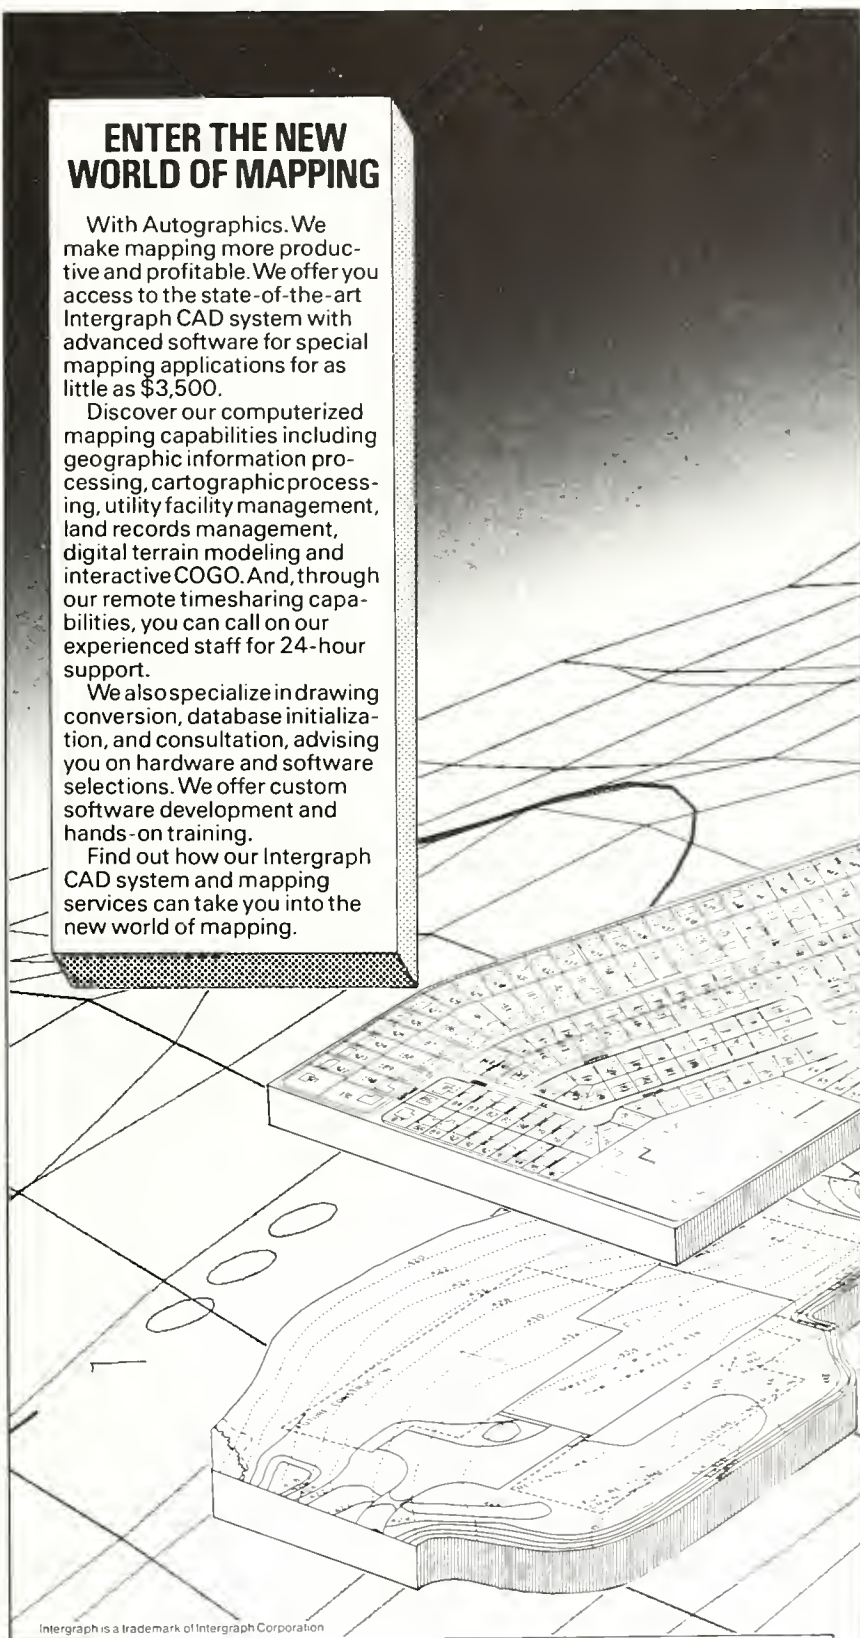 ENTER THE NEW
WORLD OF MAPPING
With Autographics. We
make mapping more produc-
tive and profitable. We offer you
access to the state-of-the-art
Intergraph CAD system with
advanced software for special
mapping applications for as
little as $3,500.
Discover our computerized
mapping capabilities including
geographic information pro-
cessing, cartographic process-
ing, utility facility management,
land records management,
digital terrain modeling and
interactive COGO. And, through
our remote timesharing capa-
bilities, you can call on our
experienced staff for 24-hour
support.
We also specialize in drawing
conversion, database initializa-
tion, and consultation, advising
you on hardware and software
selections. We offer custom
software development and
hands-on training.
Find out how our Intergraph
CAD system and mapping
services can take you into the
new world of mapping.
Intergraph is a trademark of Intergraph Corporation